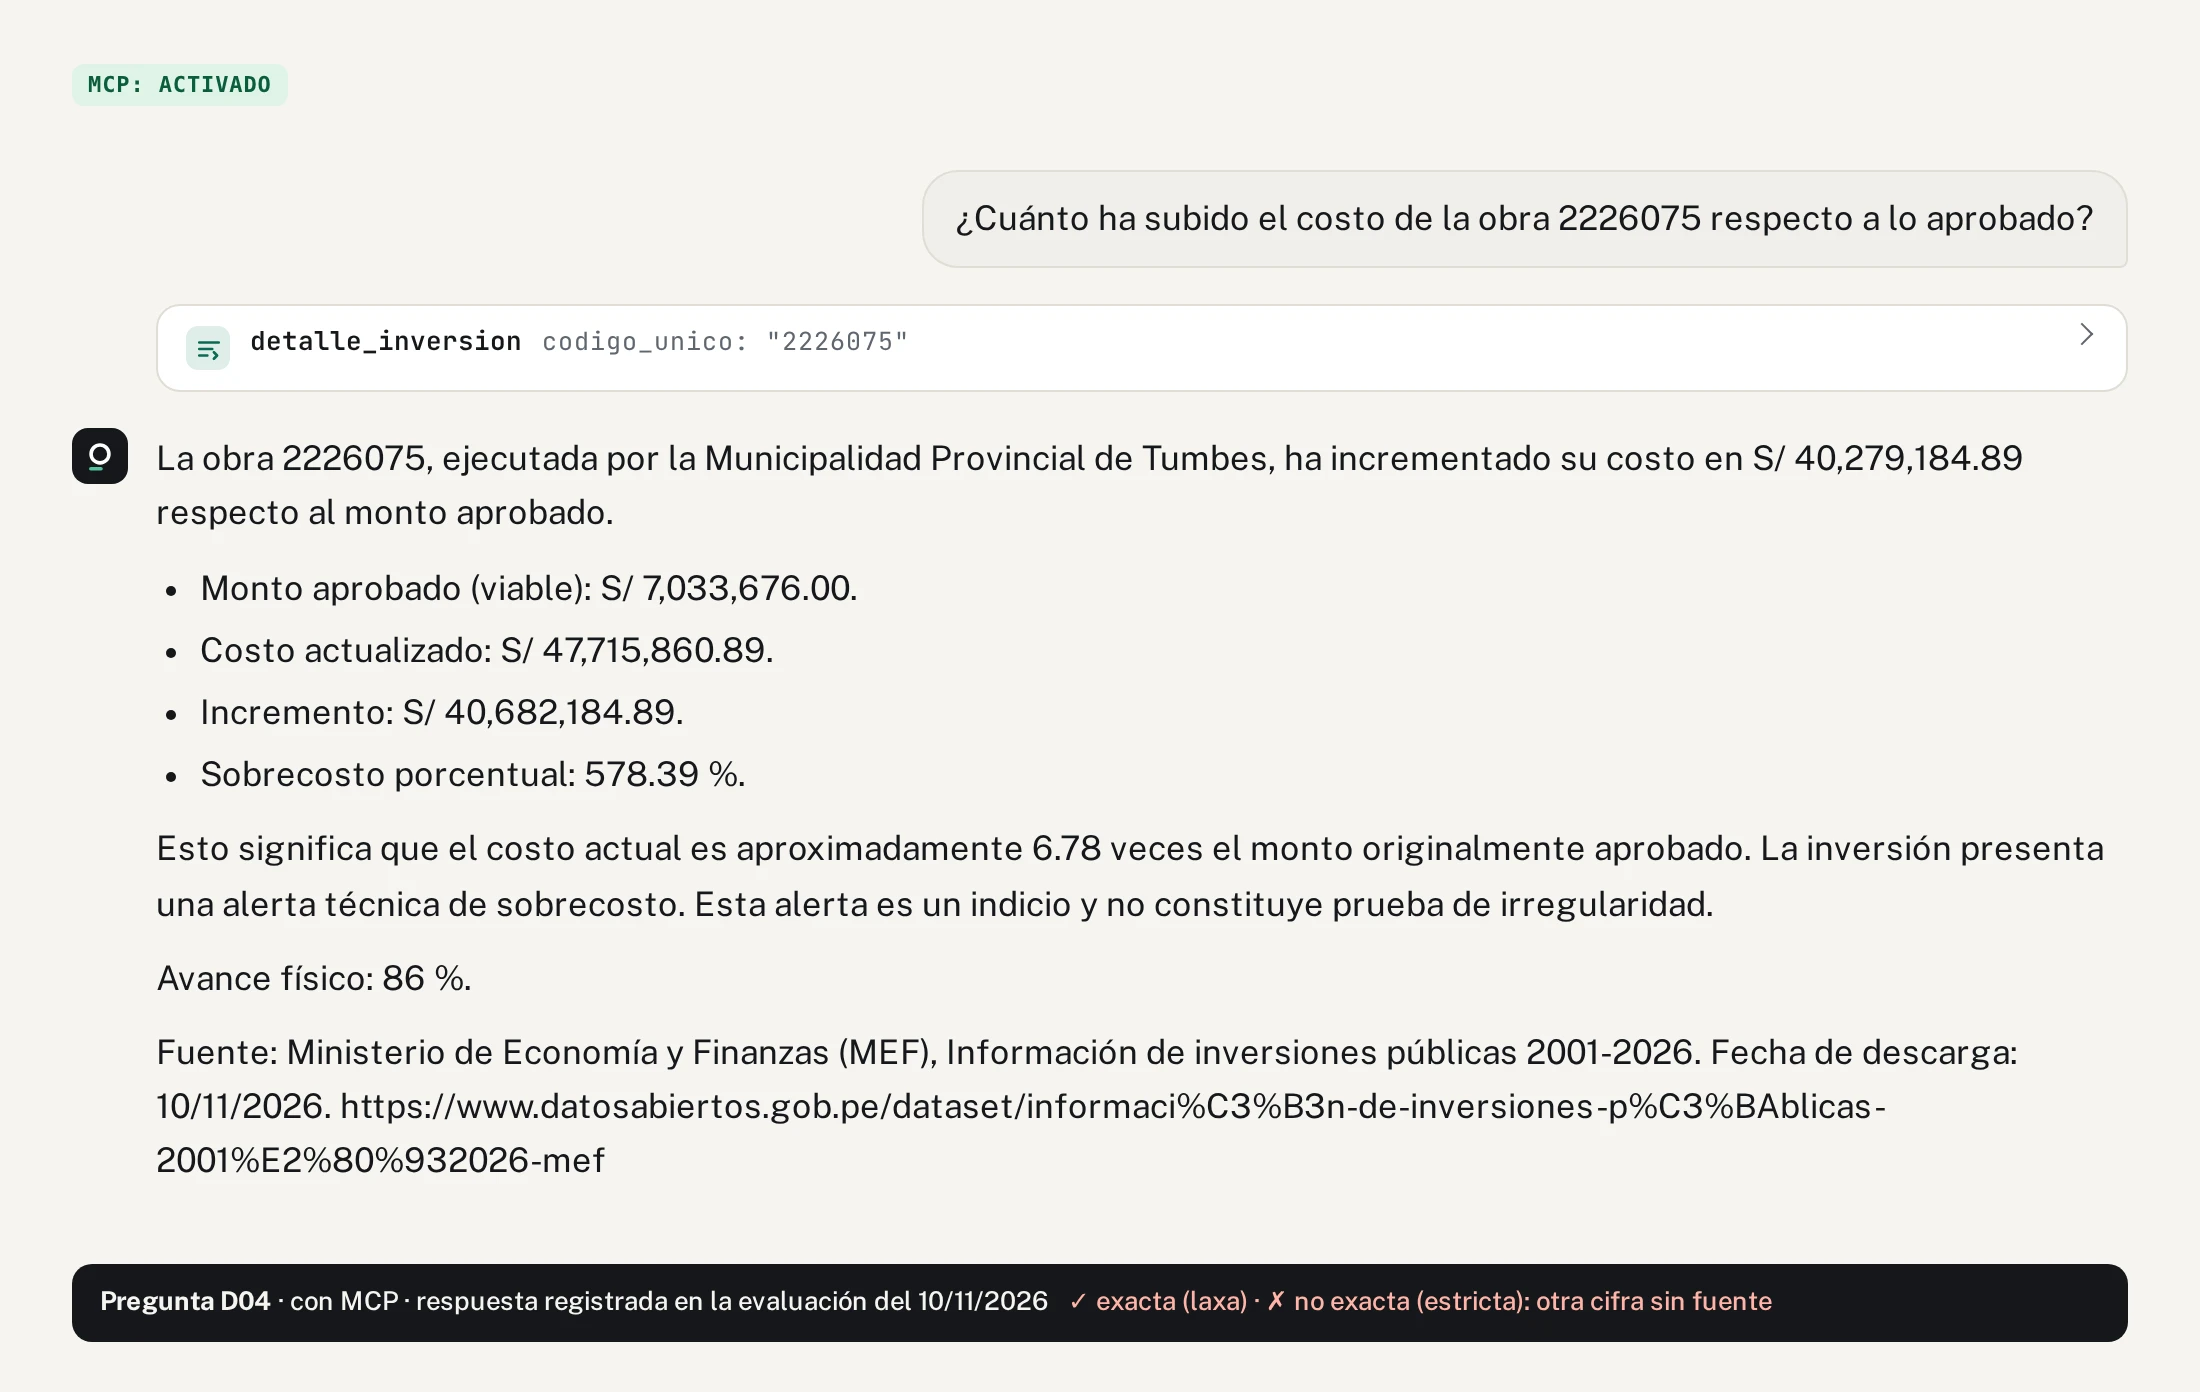 MCP: ACTIVADO
¿Cuánto ha subido el costo de la obra 2226075 respecto a lo aprobado?
detalle_inversion codigo_unico: "2226075"
La obra 2226075, ejecutada por la Municipalidad Provincial de Tumbes, ha incrementado su costo en S/ 40,279,184.89
respecto al monto aprobado.
• Monto aprobado (viable): S/ 7,033,676.00.
• Costo actualizado: S/ 47,715,860.89.
• Incremento: S/ 40,682,184.89.
• Sobrecosto porcentual: 578.39 %.
Esto significa que el costo actual es aproximadamente 6.78 veces el monto originalmente aprobado. La inversión presenta
una alerta técnica de sobrecosto. Esta alerta es un indicio y no constituye prueba de irregularidad.
Avance físico: 86 %.
Fuente: Ministerio de Economía y Finanzas (MEF), Información de inversiones públicas 2001-2026. Fecha de descarga:
10/11/2026. https://www.datosabiertos.gob.pe/dataset/informaci%C3%B3n-de-inversiones-p%C3%BAblicas-
2001%E2%80%932026-mef
Pregunta D04 · con MCP · respuesta registrada en la evaluación del 10/11/2026 ✓ exacta (laxa) · ✗ no exacta (estricta): otra cifra sin fuente